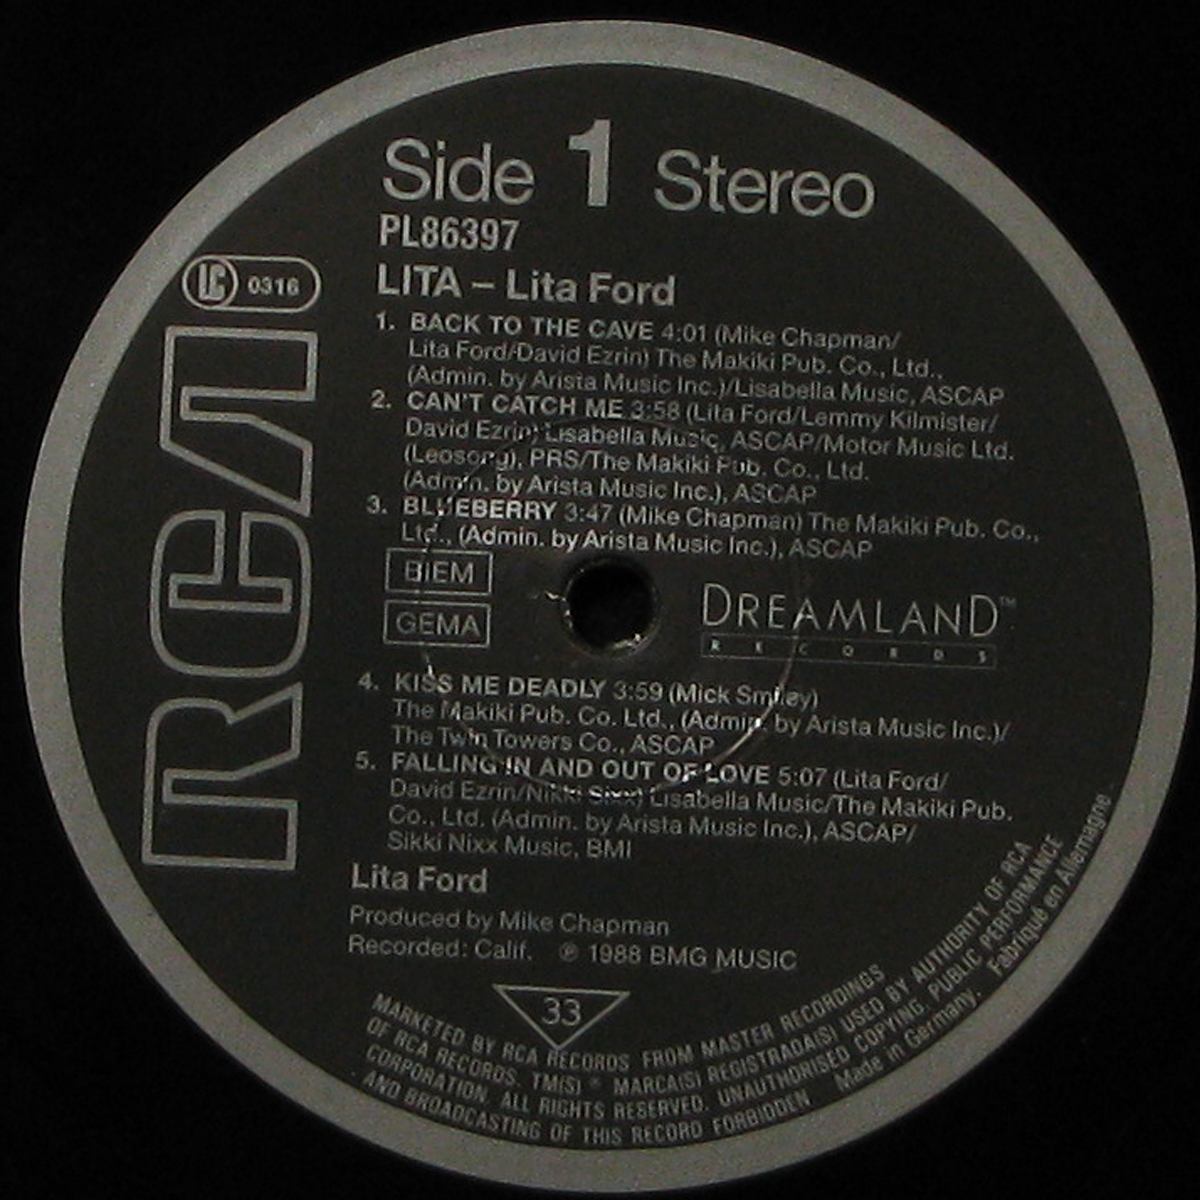 Side 1 Stereo
PL86397
LC 0316
LITA – Lita Ford
1. BACK TO THE CAVE 4:01 (Mike Chapman/
Lita Ford/David Ezrin) The Makiki Pub. Co., Ltd.,
(Admin. by Arista Music Inc.)/Lisabella Music, ASCAP
2. CAN'T CATCH ME 3:58 (Lita Ford/Lemmy Kilmister/
David Ezrin) Lisabella Music, ASCAP/Motor Music Ltd.
(Leosong), PRS/The Makiki Pub. Co., Ltd.
(Admin. by Arista Music Inc.), ASCAP
3. BLUEBERRY 3:47 (Mike Chapman) The Makiki Pub. Co.,
Ltd., (Admin. by Arista Music Inc.), ASCAP
RCA
BIEM
GEMA
DREAMLAND™
RECORDS
4. KISS ME DEADLY 3:59 (Mick Smiley)
The Makiki Pub. Co. Ltd., (Admin. by Arista Music Inc.)/
The Twin Towers Co., ASCAP
5. FALLING IN AND OUT OF LOVE 5:07 (Lita Ford/
David Ezrin/Nikki Sixx) Lisabella Music/The Makiki Pub.
Co., Ltd. (Admin. by Arista Music Inc.), ASCAP/
Sikki Nixx Music, BMI
Lita Ford
Produced by Mike Chapman
Recorded: Calif. ℗ 1988 BMG MUSIC
33
MARKETED BY RCA RECORDS FROM MASTER RECORDINGS
OF RCA RECORDS. TM(S) ® MARCA(S) REGISTRADA(S) USED BY AUTHORITY OF RCA
CORPORATION. ALL RIGHTS RESERVED. UNAUTHORISED COPYING, PUBLIC PERFORMANCE
AND BROADCASTING OF THIS RECORD FORBIDDEN Made in Germany. Fabriqué en Allemagne